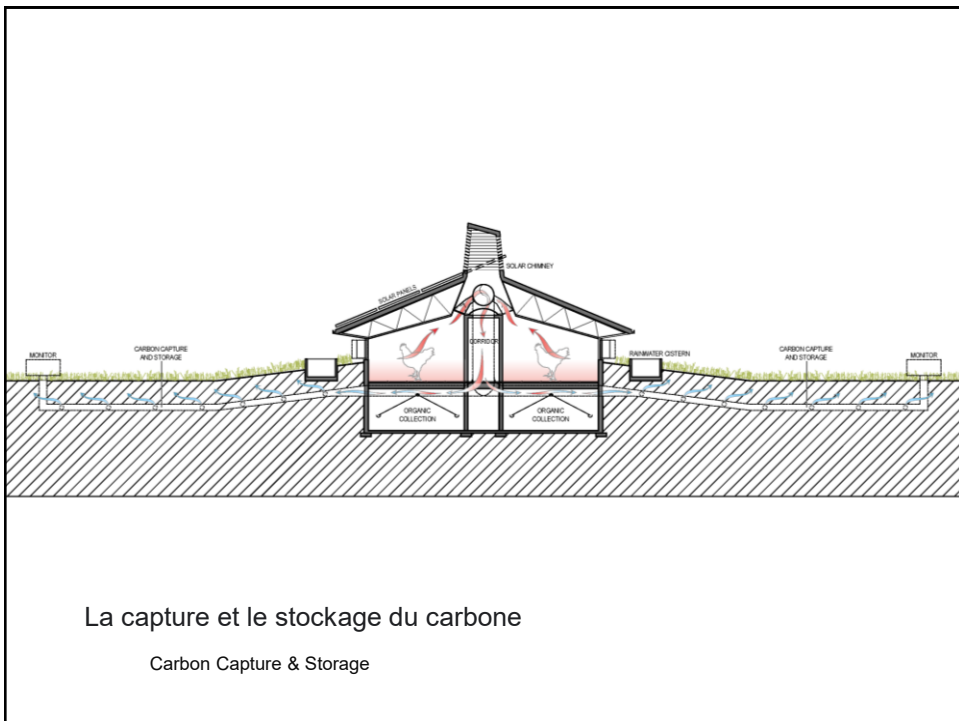 SOLAR CHIMNEY
SOLAR PANELS
CORRIDOR
MONITOR
CARBON CAPTURE
AND STORAGE
RAINWATER CISTERN
CARBON CAPTURE
AND STORAGE
MONITOR
ORGANIC
COLLECTION
ORGANIC
COLLECTION
La capture et le stockage du carbone
Carbon Capture & Storage